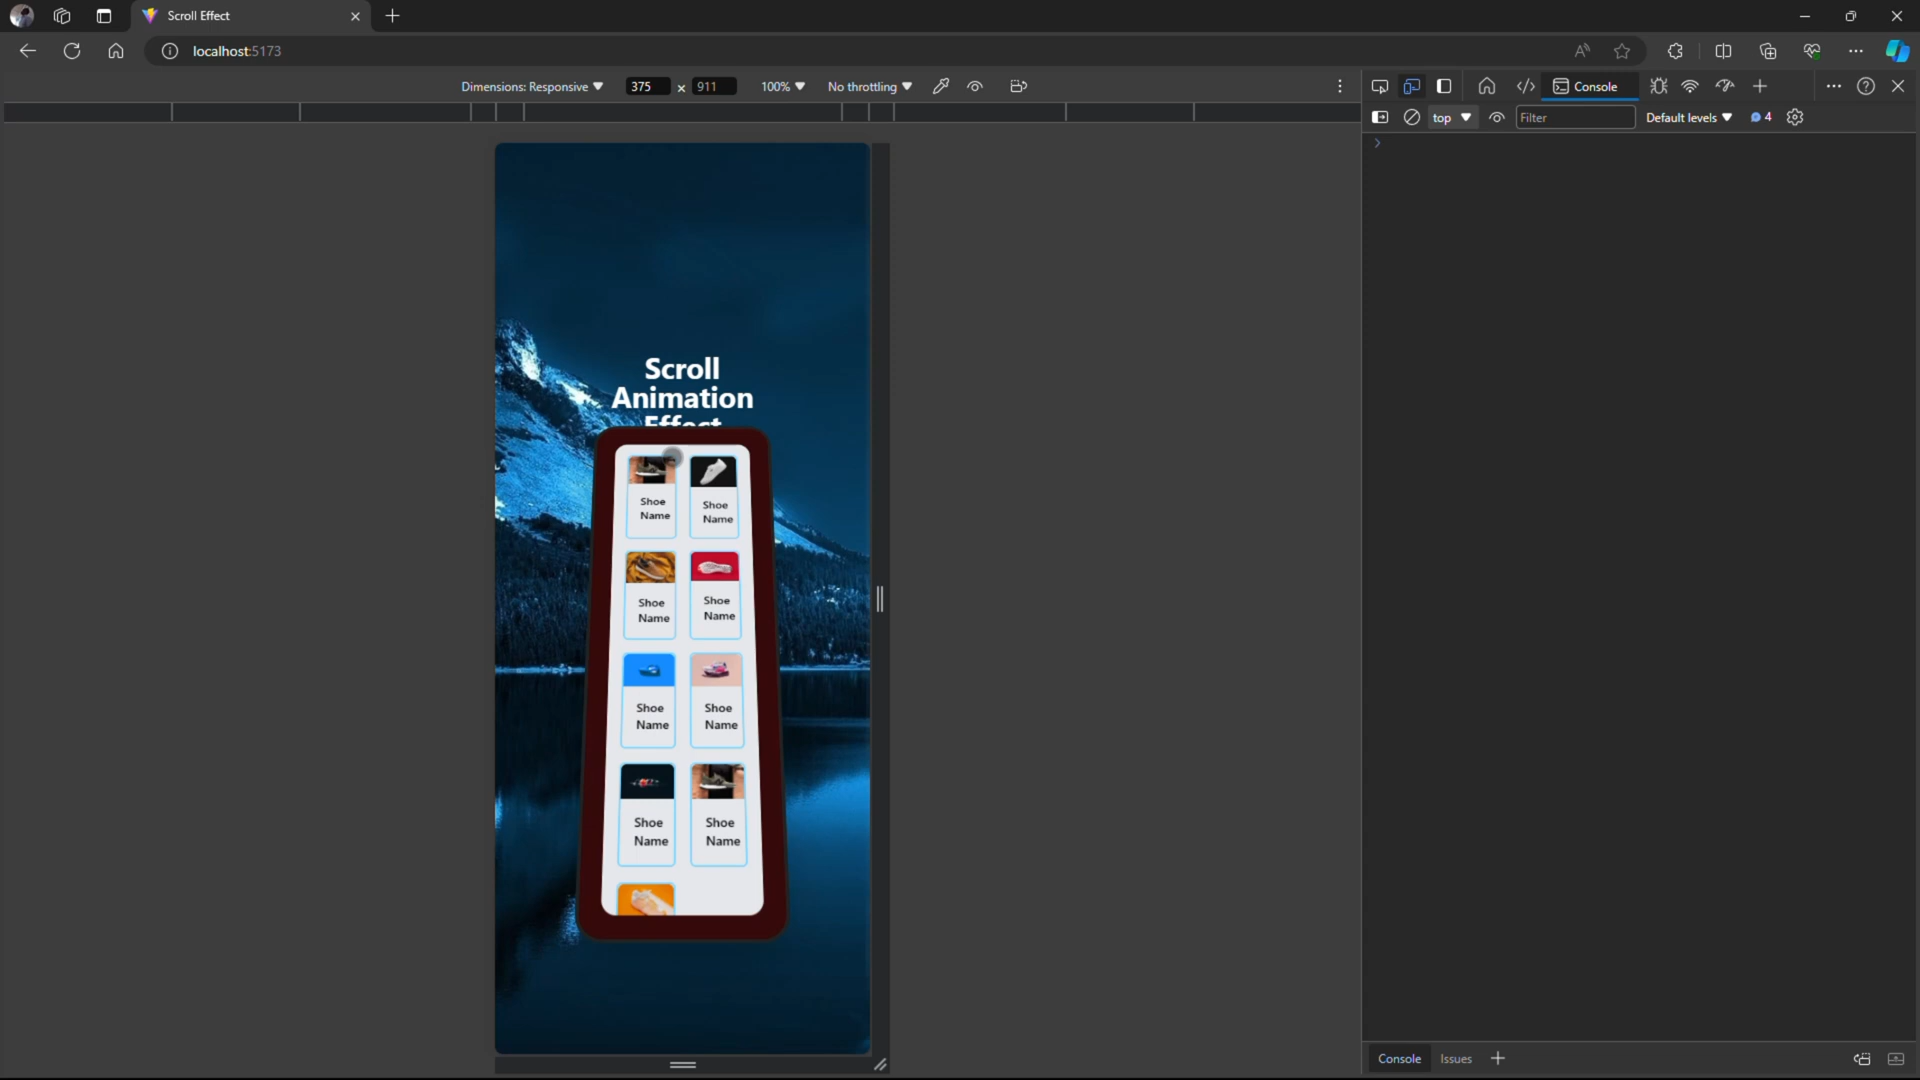 Scroll Effect
localhost:5173
Dimensions: Responsive 375 x 911 100% No throttling
Console
top Filter Default levels 4
Scroll
Animation
Effect
Shoe
Name
Shoe
Name
Shoe
Name
Shoe
Name
Shoe
Name
Shoe
Name
Shoe
Name
Shoe
Name
Console Issues